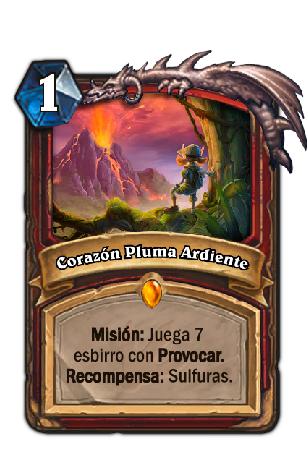 1
Corazón Pluma Ardiente
Misión: Juega 7
esbirro con Provocar.
Recompensa: Sulfuras.